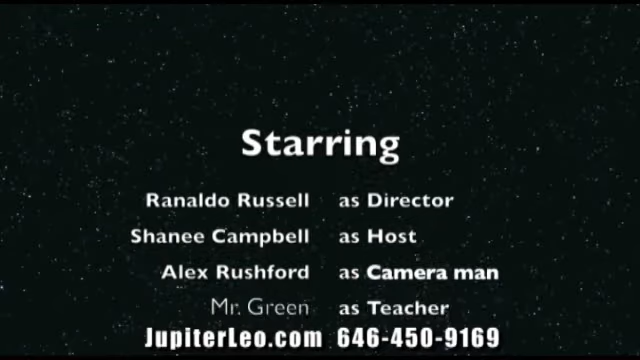 Starring
Ranaldo Russell as Director
Shanee Campbell as Host
Alex Rushford as Camera man
Mr. Green as Teacher
JupiterLeo.com 646-450-9169